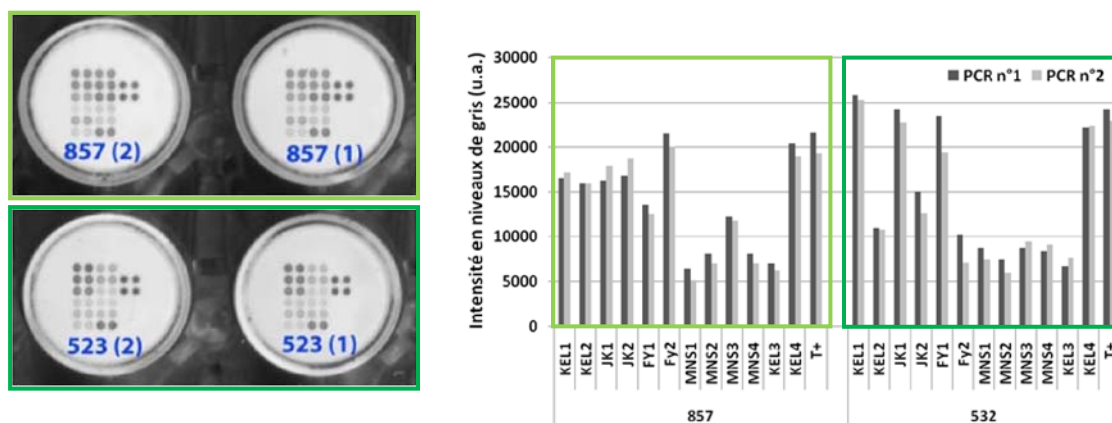 857 (2)
857 (1)
523 (2)
523 (1)
Intensité en niveaux de gris (u.a.)
30000
25000
20000
15000
10000
5000
0
PCR n°1
PCR n°2
KEL1
KEL2
JK1
JK2
FY1
Fy2
MNS1
MNS2
MNS3
MNS4
KEL3
KEL4
T+
KEL1
KEL2
JK1
JK2
FY1
Fy2
MNS1
MNS2
MNS3
MNS4
KEL3
KEL4
T+
857
532